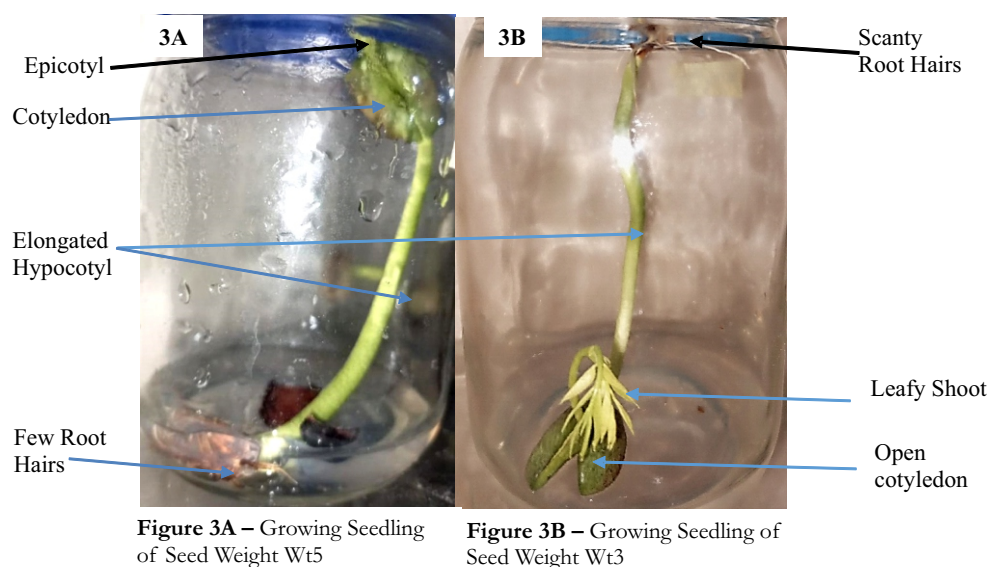 3A
3B
Epicotyl
Cotyledon
Elongated
Hypocotyl
Few Root
Hairs
Scanty
Root Hairs
Leafy Shoot
Open
cotyledon
Figure 3A – Growing Seedling
of Seed Weight Wt5
Figure 3B – Growing Seedling of
Seed Weight Wt3